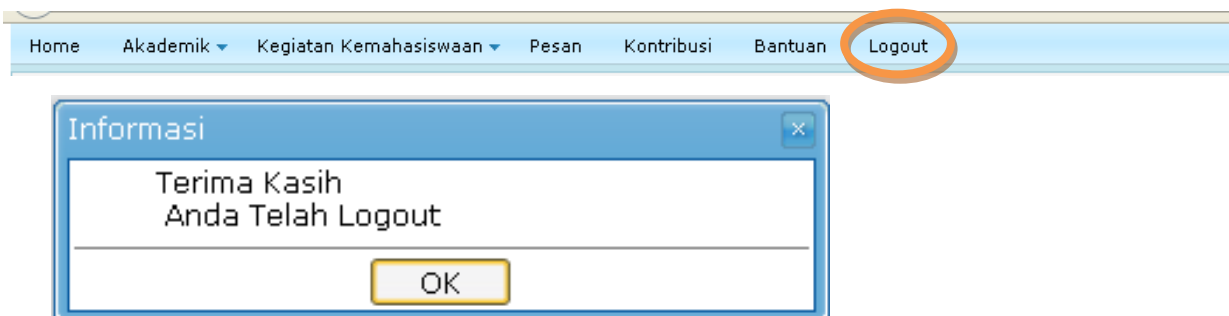 Home Akademik Kegiatan Kemahasiswaan Pesan Kontribusi Bantuan Logout
Informasi
Terima Kasih
Anda Telah Logout
OK